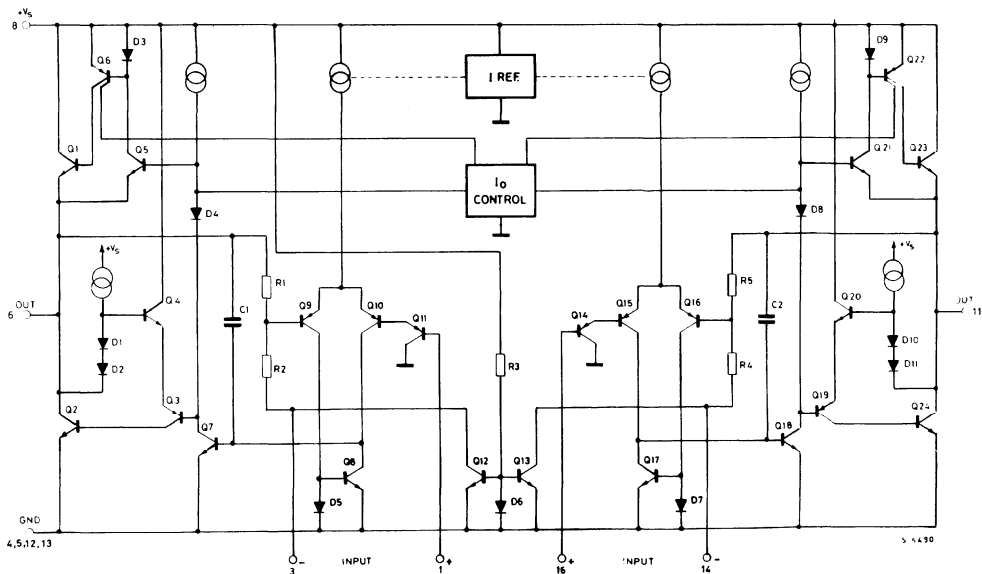 +Vs
8
D3
Q6
D9
Q22
I REF.
Q1
Q5
Q21
Q23
Io
CONTROL
D4
D8
+Vs
+Vs
R1
R5
Q4
C1
Q9
Q10
Q11
Q14
Q15
Q16
C2
Q20
6 OUT
OUT
11
D1
D2
R2
R3
R4
D10
D11
Q3
Q19
Q2
Q7
Q18
Q24
Q8
Q12
Q13
Q17
D5
D6
D7
GND
4,5,12,13
S-4490
INPUT
INPUT
3 -
1 +
16 +
14 -